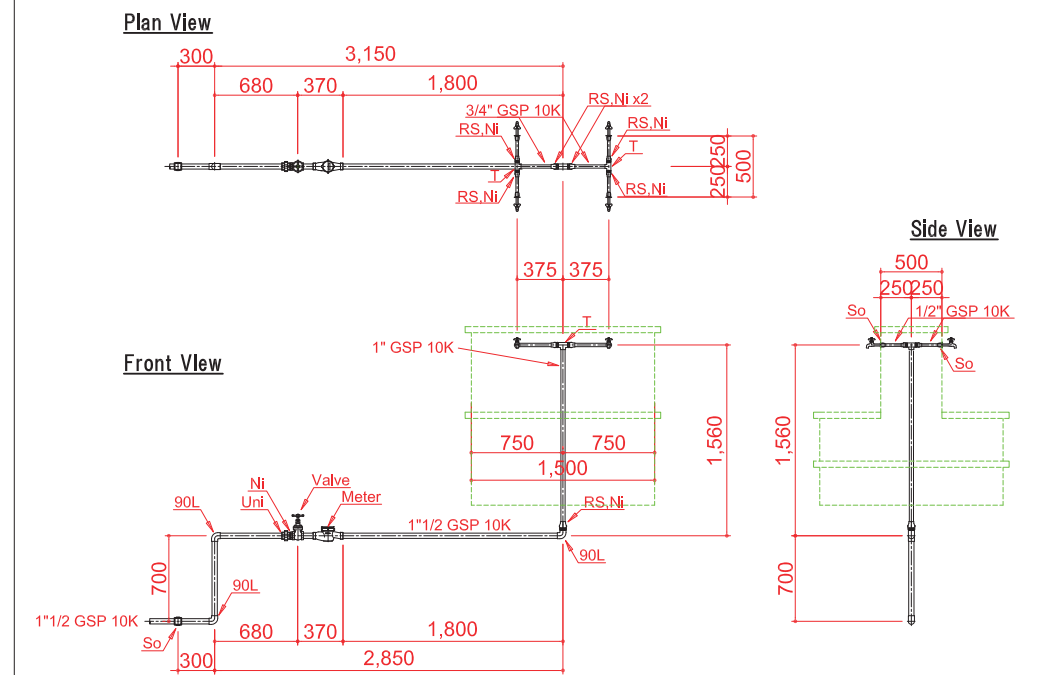 Plan View
300
3,150
680
370
1,800
RS,Ni x2
3/4" GSP 10K
RS,Ni
RS,Ni
T
T
RS,Ni
RS,Ni
250
250
500
375
375
Side View
500
250
250
So
1/2" GSP 10K
So
1,560
700
Front View
T
1" GSP 10K
750
750
1,500
1,560
RS,Ni
90L
Valve
Ni
Uni
Meter
90L
1"1/2 GSP 10K
700
90L
1"1/2 GSP 10K
So
680
370
1,800
300
2,850